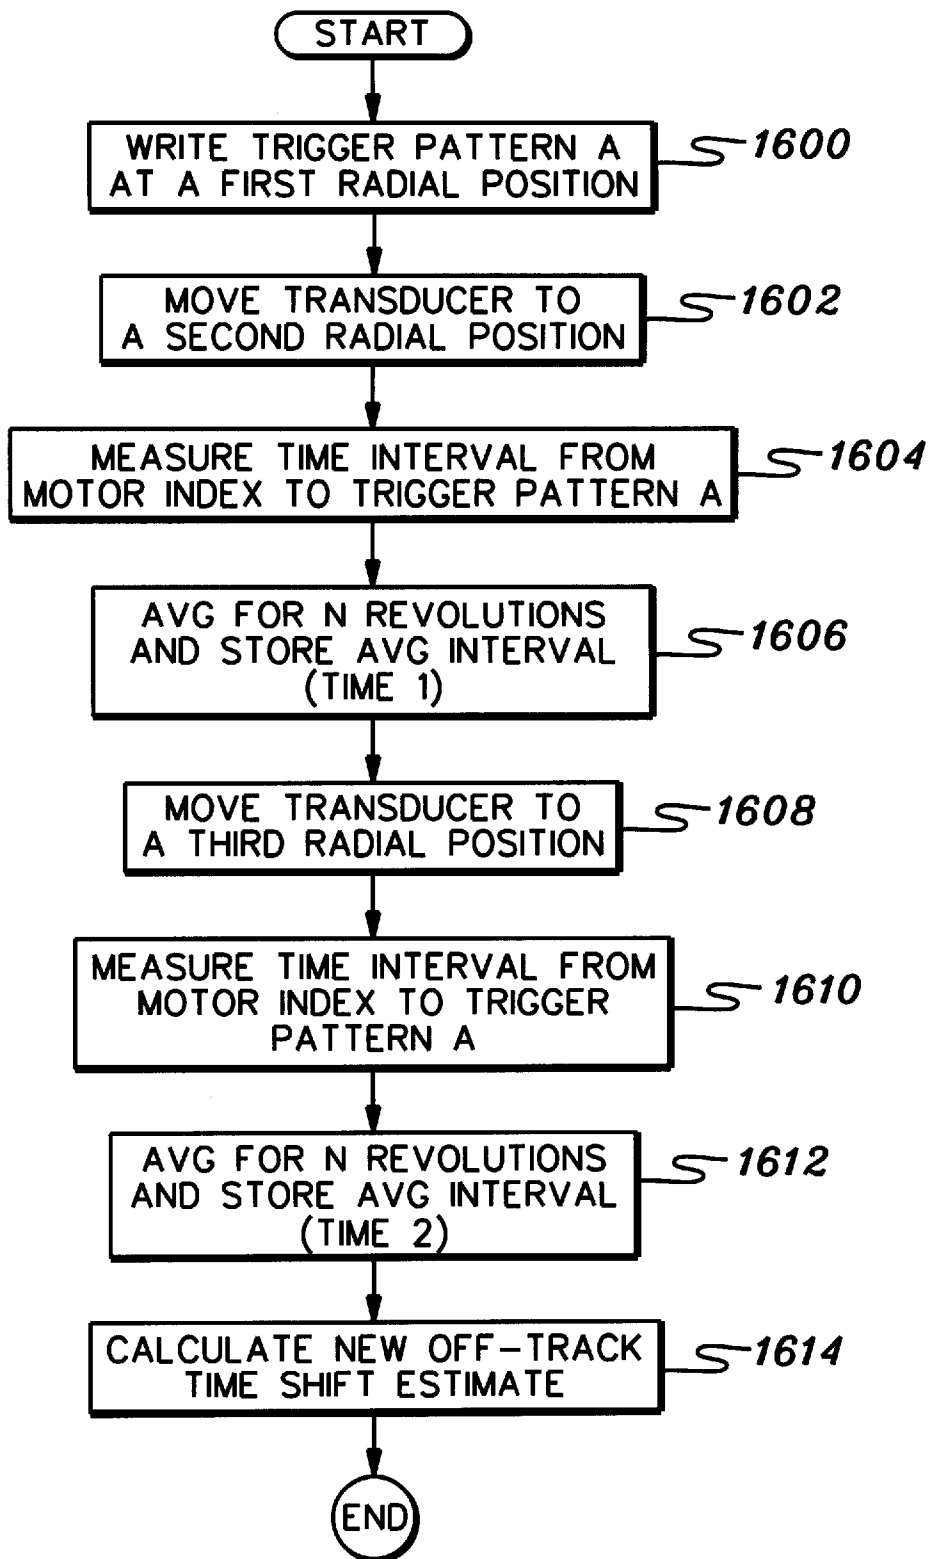 START
WRITE TRIGGER PATTERN A
AT A FIRST RADIAL POSITION
1600
MOVE TRANSDUCER TO
A SECOND RADIAL POSITION
1602
MEASURE TIME INTERVAL FROM
MOTOR INDEX TO TRIGGER PATTERN A
1604
AVG FOR N REVOLUTIONS
AND STORE AVG INTERVAL
(TIME 1)
1606
MOVE TRANSDUCER TO
A THIRD RADIAL POSITION
1608
MEASURE TIME INTERVAL FROM
MOTOR INDEX TO TRIGGER
PATTERN A
1610
AVG FOR N REVOLUTIONS
AND STORE AVG INTERVAL
(TIME 2)
1612
CALCULATE NEW OFF-TRACK
TIME SHIFT ESTIMATE
1614
END